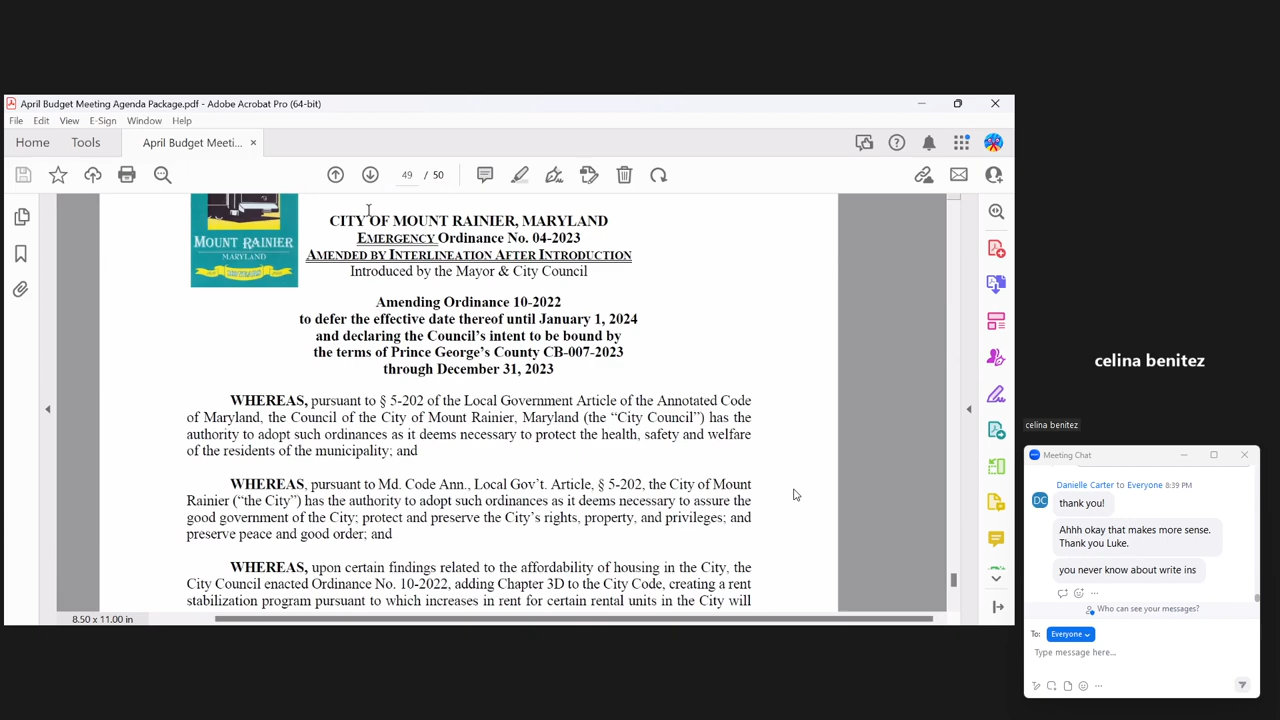 April Budget Meeting Agenda Package.pdf - Adobe Acrobat Pro (64-bit)
File Edit View E-Sign Window Help
Home Tools April Budget Meeti... ×
49 / 50
MOUNT RAINIER
MARYLAND
CITY OF MOUNT RAINIER, MARYLAND
EMERGENCY Ordinance No. 04-2023
AMENDED BY INTERLINEATION AFTER INTRODUCTION
Introduced by the Mayor & City Council
Amending Ordinance 10-2022
to defer the effective date thereof until January 1, 2024
and declaring the Council's intent to be bound by
the terms of Prince George's County CB-007-2023
through December 31, 2023
WHEREAS, pursuant to § 5-202 of the Local Government Article of the Annotated Code
of Maryland, the Council of the City of Mount Rainier, Maryland (the “City Council”) has the
authority to adopt such ordinances as it deems necessary to protect the health, safety and welfare
of the residents of the municipality; and
WHEREAS, pursuant to Md. Code Ann., Local Gov't. Article, § 5-202, the City of Mount
Rainier (“the City”) has the authority to adopt such ordinances as it deems necessary to assure the
good government of the City; protect and preserve the City's rights, property, and privileges; and
preserve peace and good order; and
WHEREAS, upon certain findings related to the affordability of housing in the City, the
City Council enacted Ordinance No. 10-2022, adding Chapter 3D to the City Code, creating a rent
stabilization program pursuant to which increases in rent for certain rental units in the City will
8.50 x 11.00 in
celina benitez
celina benitez
Meeting Chat
Danielle Carter to Everyone 8:39 PM
DC
thank you!
Ahhh okay that makes more sense.
Thank you Luke.
you never know about write ins
Who can see your messages?
To: Everyone
Type message here...